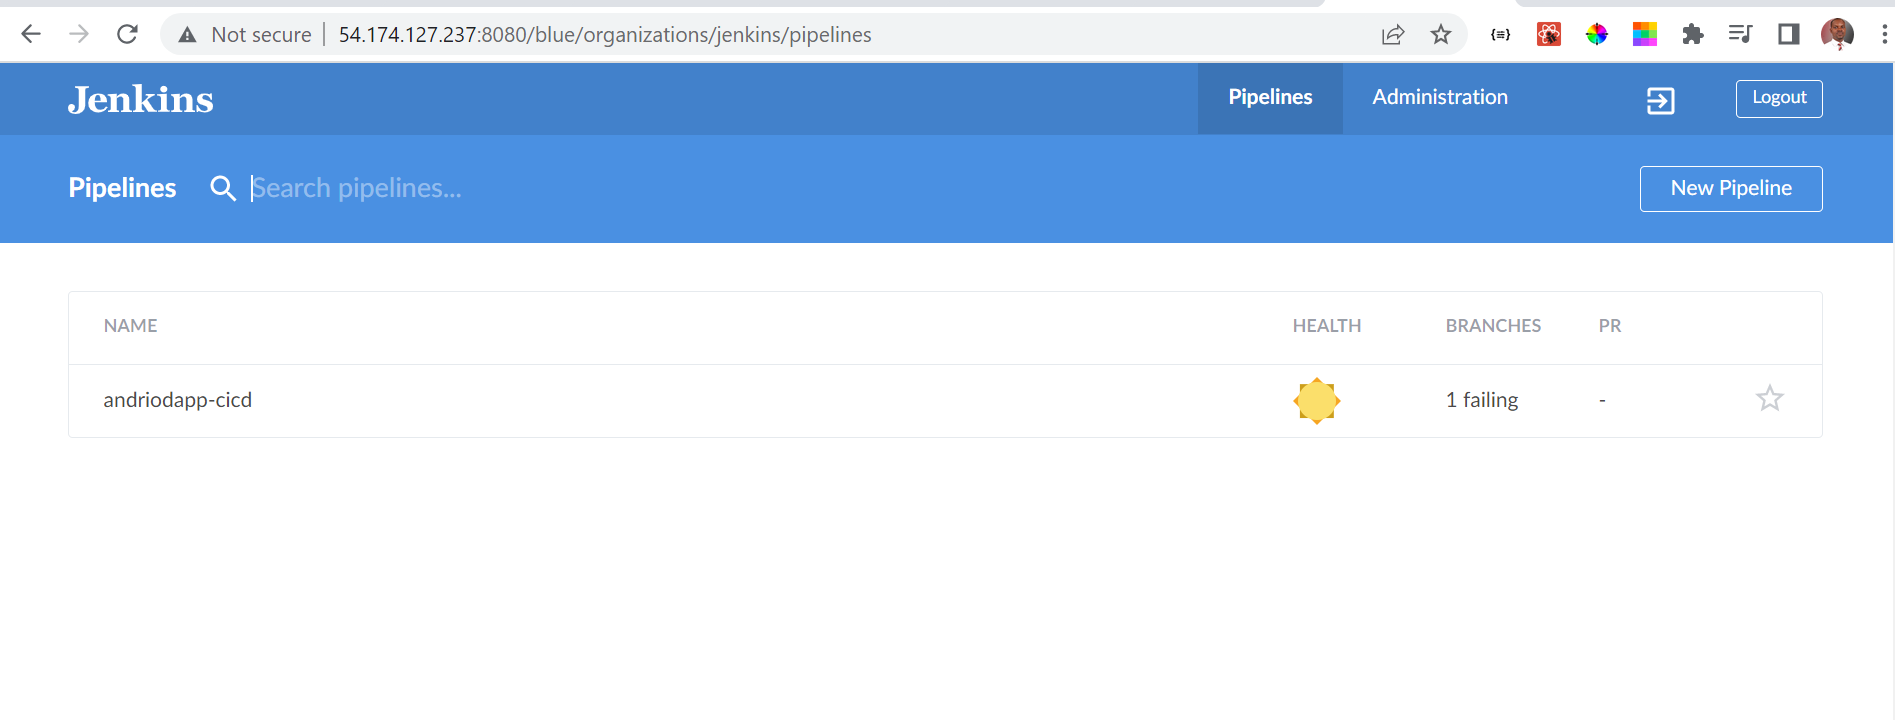 Not secure 54.174.127.237:8080/blue/organizations/jenkins/pipelines
Jenkins Pipelines Administration Logout
Pipelines Search pipelines... New Pipeline
NAME HEALTH BRANCHES PR
andriodapp-cicd 1 failing -